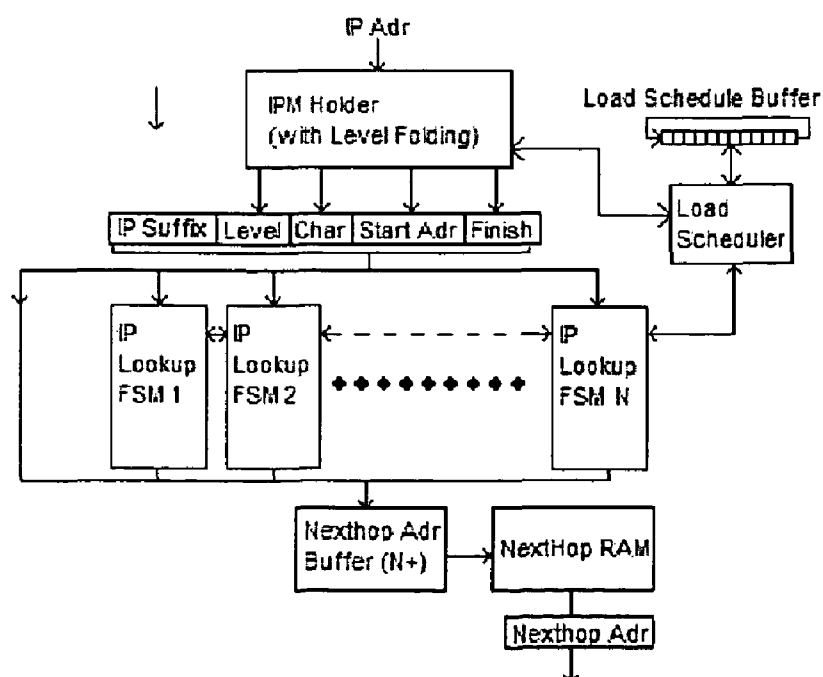 IP Adr
IPM Holder
(with Level Folding)
Load Schedule Buffer
Load
Scheduler
IP Suffix
Level
Char
Start Adr
Finish
IP
Lookup
FSM 1
IP
Lookup
FSM 2
IP
Lookup
FSM N
Nexthop Adr
Buffer (N+)
NextHop RAM
Nexthop Adr